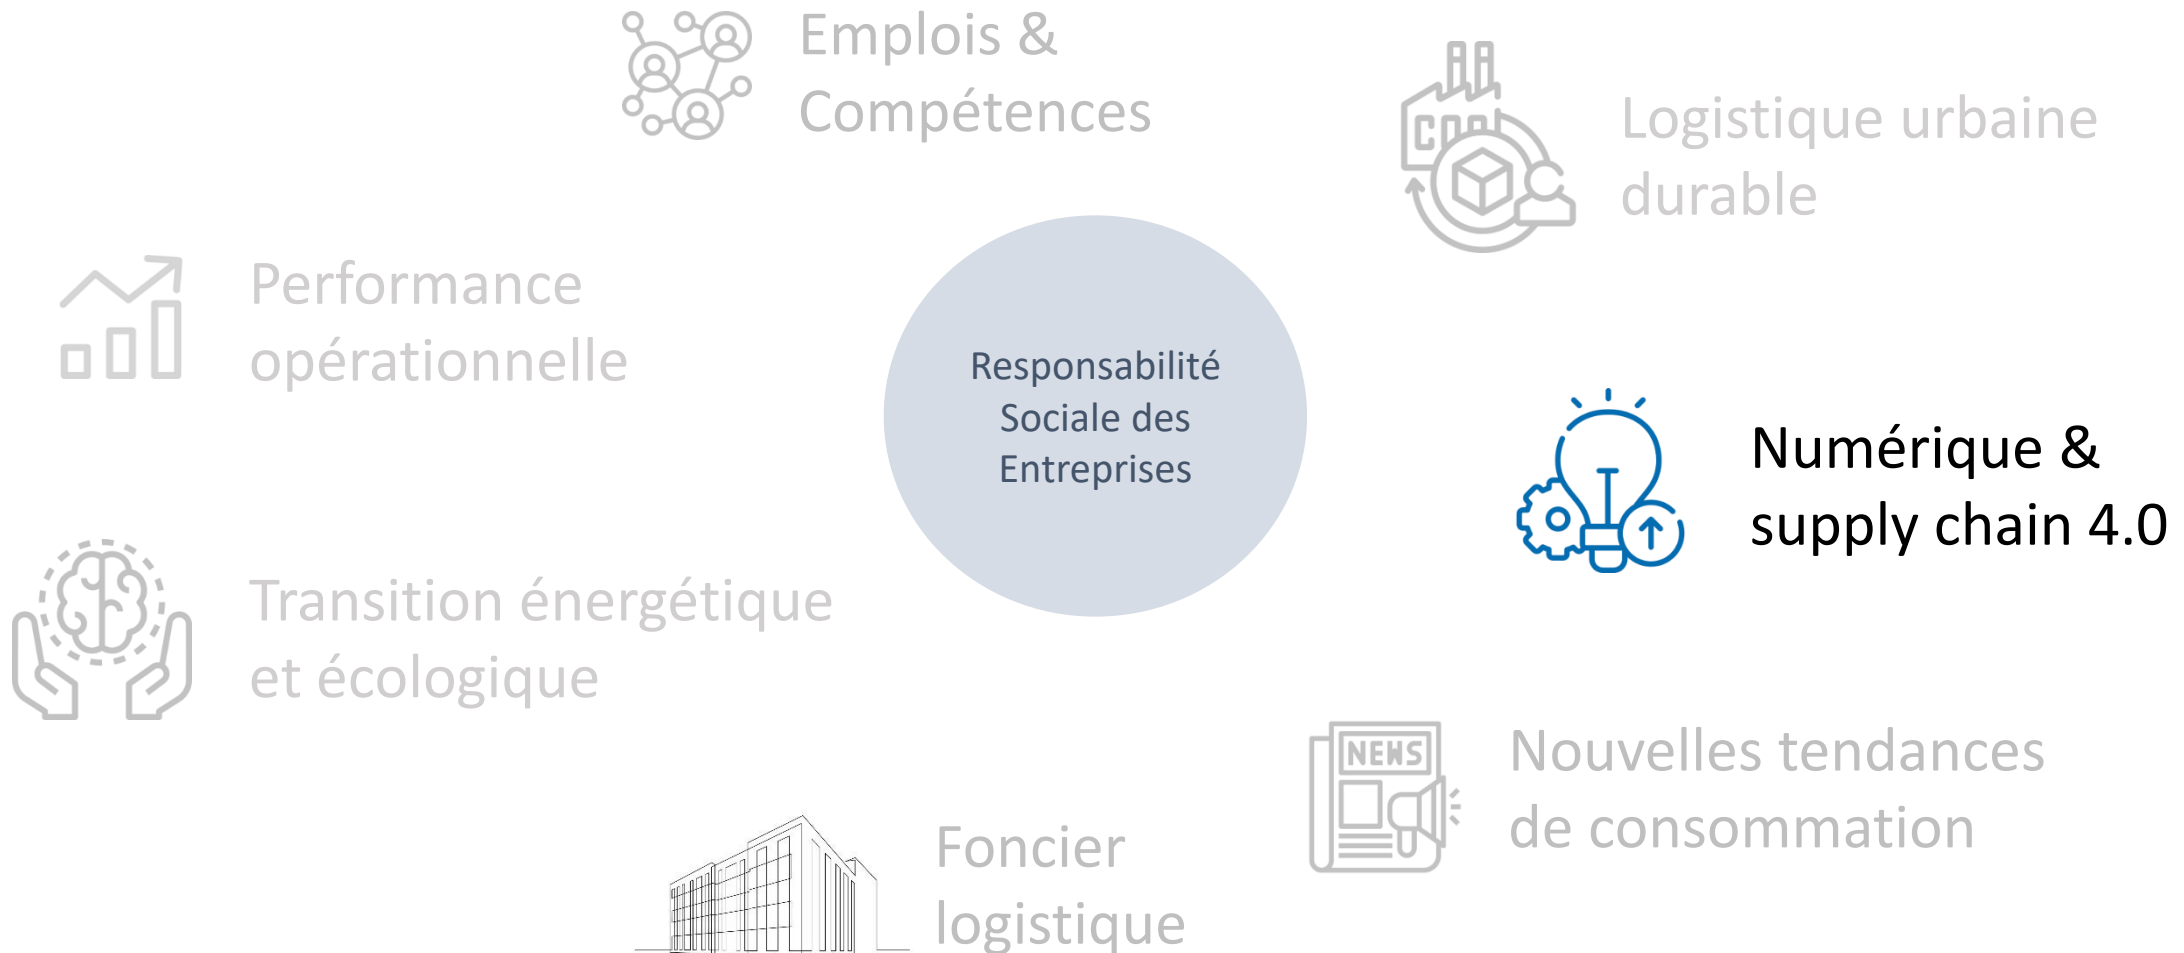 Emplois &
Compétences
Logistique urbaine
durable
Performance
opérationnelle
Responsabilité
Sociale des
Entreprises
Numérique &
supply chain 4.0
Transition énergétique
et écologique
NEWS
Nouvelles tendances
de consommation
Foncier
logistique